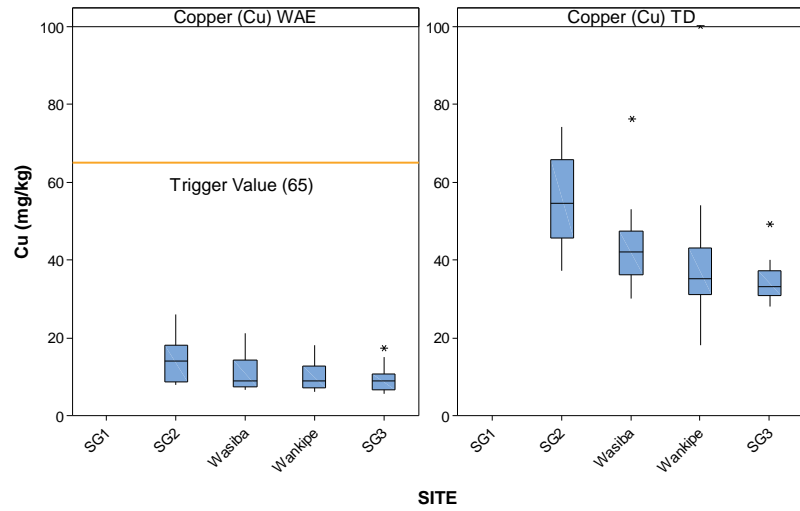 Copper (Cu) WAE
Copper (Cu) TD
100
80
60
40
20
0
100
80
60
40
20
0
Cu (mg/kg)
Trigger Value (65)
SG1
SG2
Wasiba
Wankipe
SG3
SG1
SG2
Wasiba
Wankipe
SG3
SITE